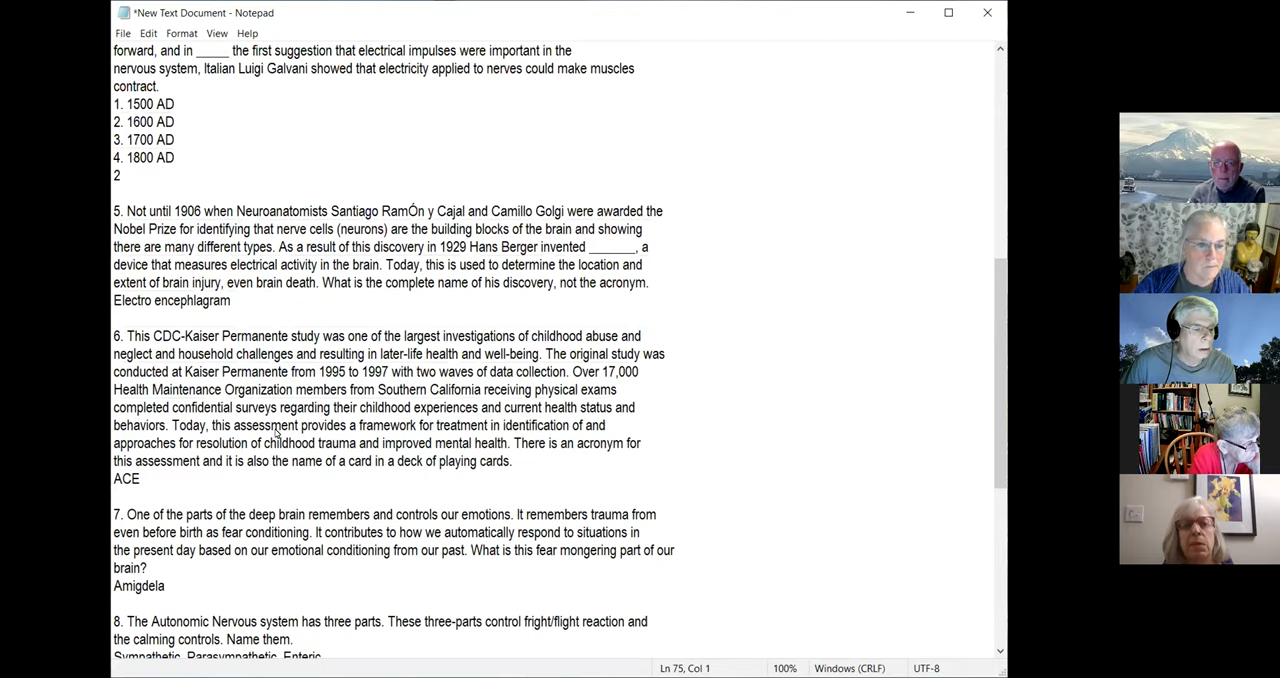 *New Text Document - Notepad
File Edit Format View Help
forward, and in _____ the first suggestion that electrical impulses were important in the
nervous system, Italian Luigi Galvani showed that electricity applied to nerves could make muscles
contract.
1. 1500 AD
2. 1600 AD
3. 1700 AD
4. 1800 AD
2
5. Not until 1906 when Neuroanatomists Santiago RamÓn y Cajal and Camillo Golgi were awarded the
Nobel Prize for identifying that nerve cells (neurons) are the building blocks of the brain and showing
there are many different types. As a result of this discovery in 1929 Hans Berger invented _______, a
device that measures electrical activity in the brain. Today, this is used to determine the location and
extent of brain injury, even brain death. What is the complete name of his discovery, not the acronym.
Electro encephlagram
6. This CDC-Kaiser Permanente study was one of the largest investigations of childhood abuse and
neglect and household challenges and resulting in later-life health and well-being. The original study was
conducted at Kaiser Permanente from 1995 to 1997 with two waves of data collection. Over 17,000
Health Maintenance Organization members from Southern California receiving physical exams
completed confidential surveys regarding their childhood experiences and current health status and
behaviors. Today, this assessment provides a framework for treatment in identification of and
approaches for resolution of childhood trauma and improved mental health. There is an acronym for
this assessment and it is also the name of a card in a deck of playing cards.
ACE
7. One of the parts of the deep brain remembers and controls our emotions. It remembers trauma from
even before birth as fear conditioning. It contributes to how we automatically respond to situations in
the present day based on our emotional conditioning from our past. What is this fear mongering part of our
brain?
Amigdela
8. The Autonomic Nervous system has three parts. These three-parts control fright/flight reaction and
the calming controls. Name them.
Sympathetic, Parasympathetic, Enteric
Ln 75, Col 1 100% Windows (CRLF) UTF-8